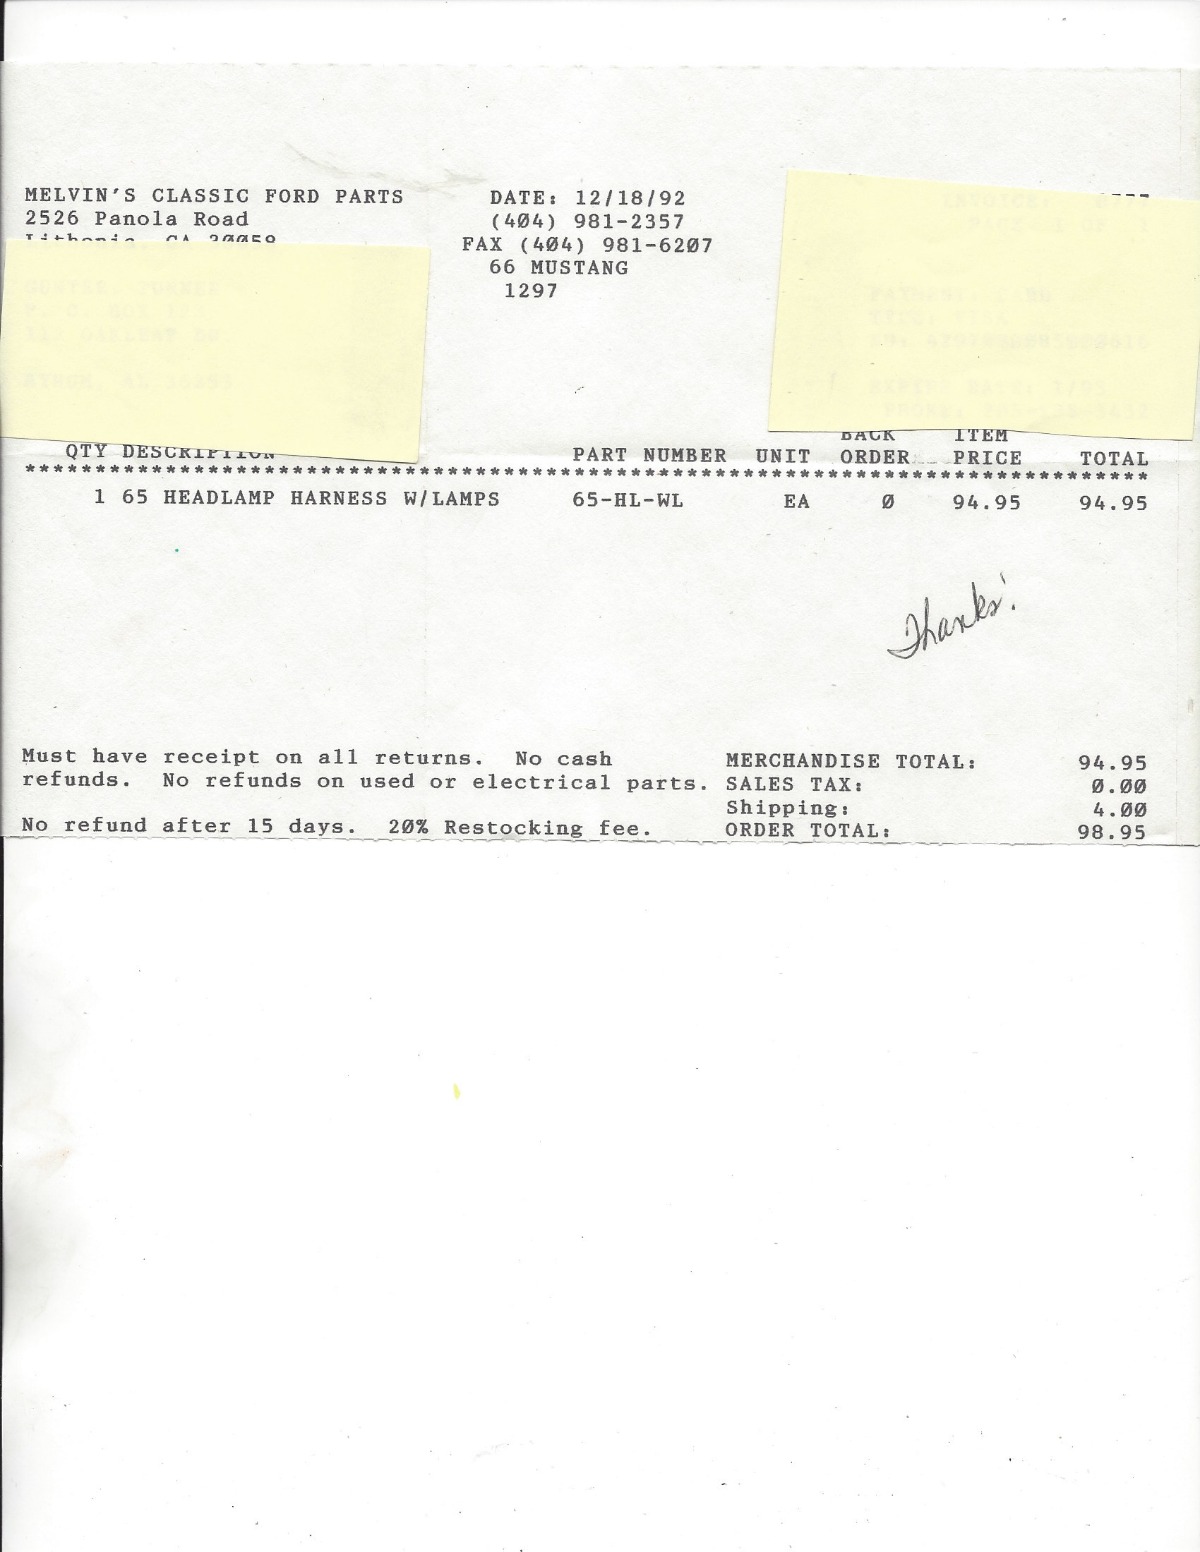 MELVIN'S CLASSIC FORD PARTS
2526 Panola Road
DATE: 12/18/92
(404) 981-2357
FAX (404) 981-6207
66 MUSTANG
1297
QTY DESCRIPTION PART NUMBER UNIT BACK ORDER ITEM PRICE TOTAL
********************************************************************************
1 65 HEADLAMP HARNESS W/LAMPS 65-HL-WL EA 0 94.95 94.95
Thanks!
Must have receipt on all returns. No cash
refunds. No refunds on used or electrical parts.
No refund after 15 days. 20% Restocking fee.
MERCHANDISE TOTAL: 94.95
SALES TAX: 0.00
Shipping: 4.00
ORDER TOTAL: 98.95